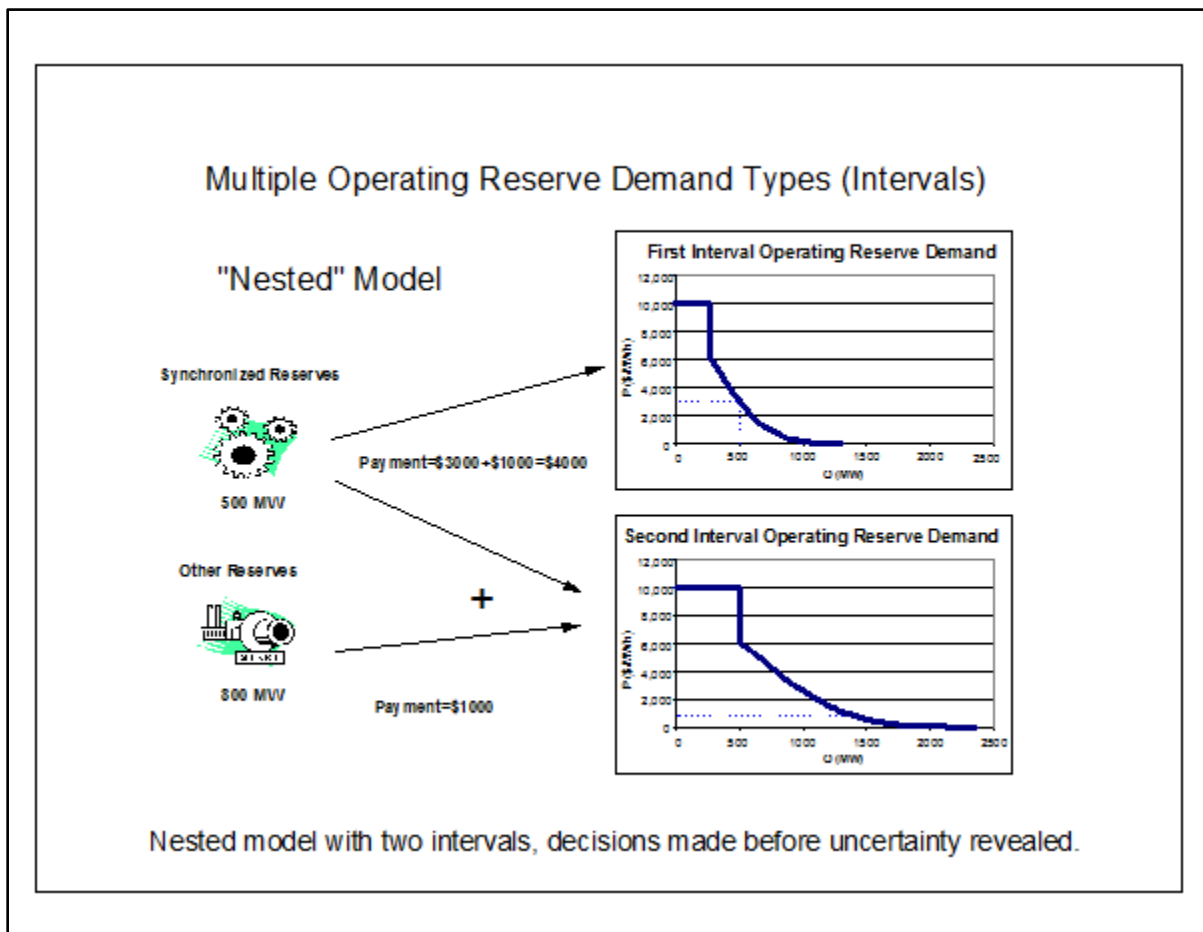 Multiple Operating Reserve Demand Types (Intervals)
"Nested" Model
Synchronized Reserves
500 MW
Payment=$3000+$1000=$4000
Other Reserves
800 MW
+
Payment=$1000
First Interval Operating Reserve Demand
P ($/MWh)
12,000
10,000
8,000
6,000
4,000
2,000
0
0 500 1000 1500 2000 2500
Q (MW)
Second Interval Operating Reserve Demand
P ($/MWh)
12,000
10,000
8,000
6,000
4,000
2,000
0
0 500 1000 1500 2000 2500
Q (MW)
Nested model with two intervals, decisions made before uncertainty revealed.